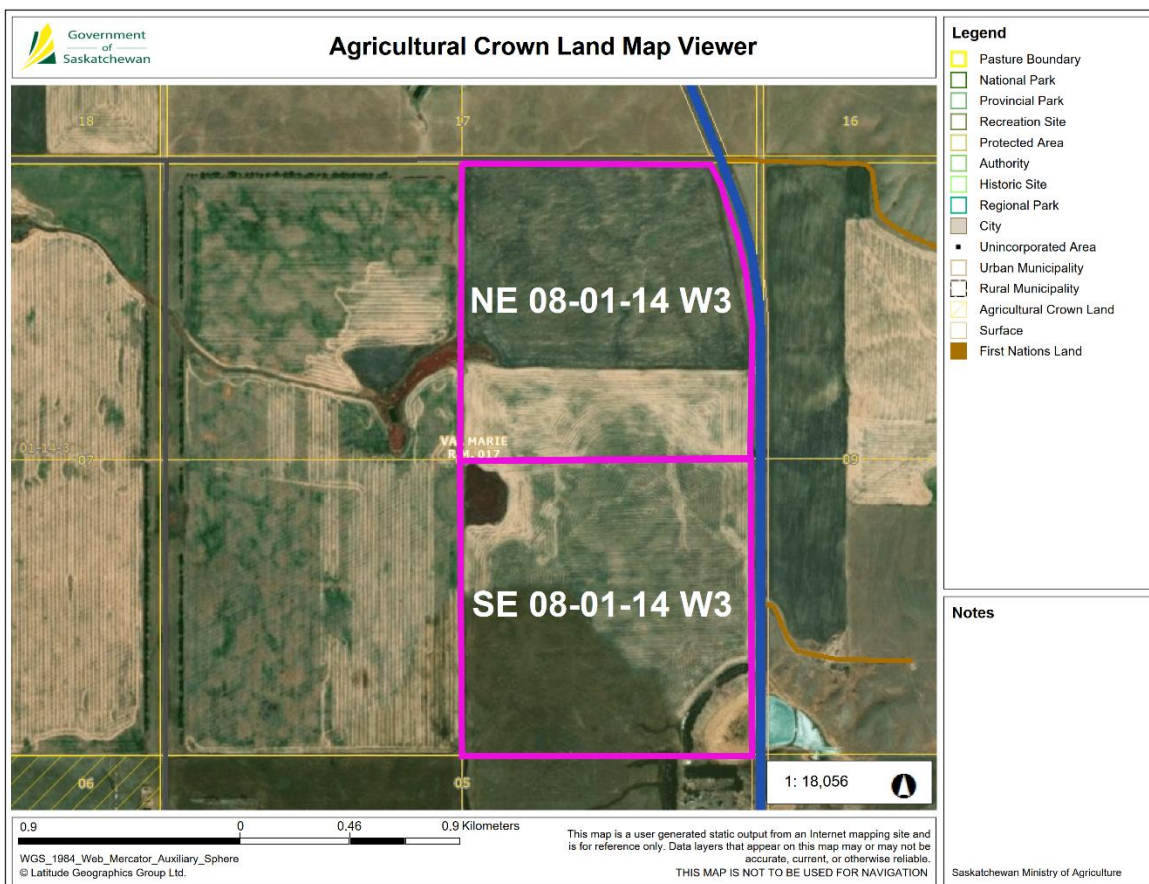 Government
of
Saskatchewan
Agricultural Crown Land Map Viewer
18
17
16
NE 08-01-14 W3
01-14-3
07
VAL MARIE
R.M. 017
09
SE 08-01-14 W3
06
05
1: 18,056
0.9
0
0.46
0.9 Kilometers
WGS_1984_Web_Mercator_Auxiliary_Sphere
© Latitude Geographics Group Ltd.
This map is a user generated static output from an Internet mapping site and
is for reference only. Data layers that appear on this map may or may not be
accurate, current, or otherwise reliable.
THIS MAP IS NOT TO BE USED FOR NAVIGATION
Legend
Pasture Boundary
National Park
Provincial Park
Recreation Site
Protected Area
Authority
Historic Site
Regional Park
City
Unincorporated Area
Urban Municipality
Rural Municipality
Agricultural Crown Land
Surface
First Nations Land
Notes
Saskatchewan Ministry of Agriculture